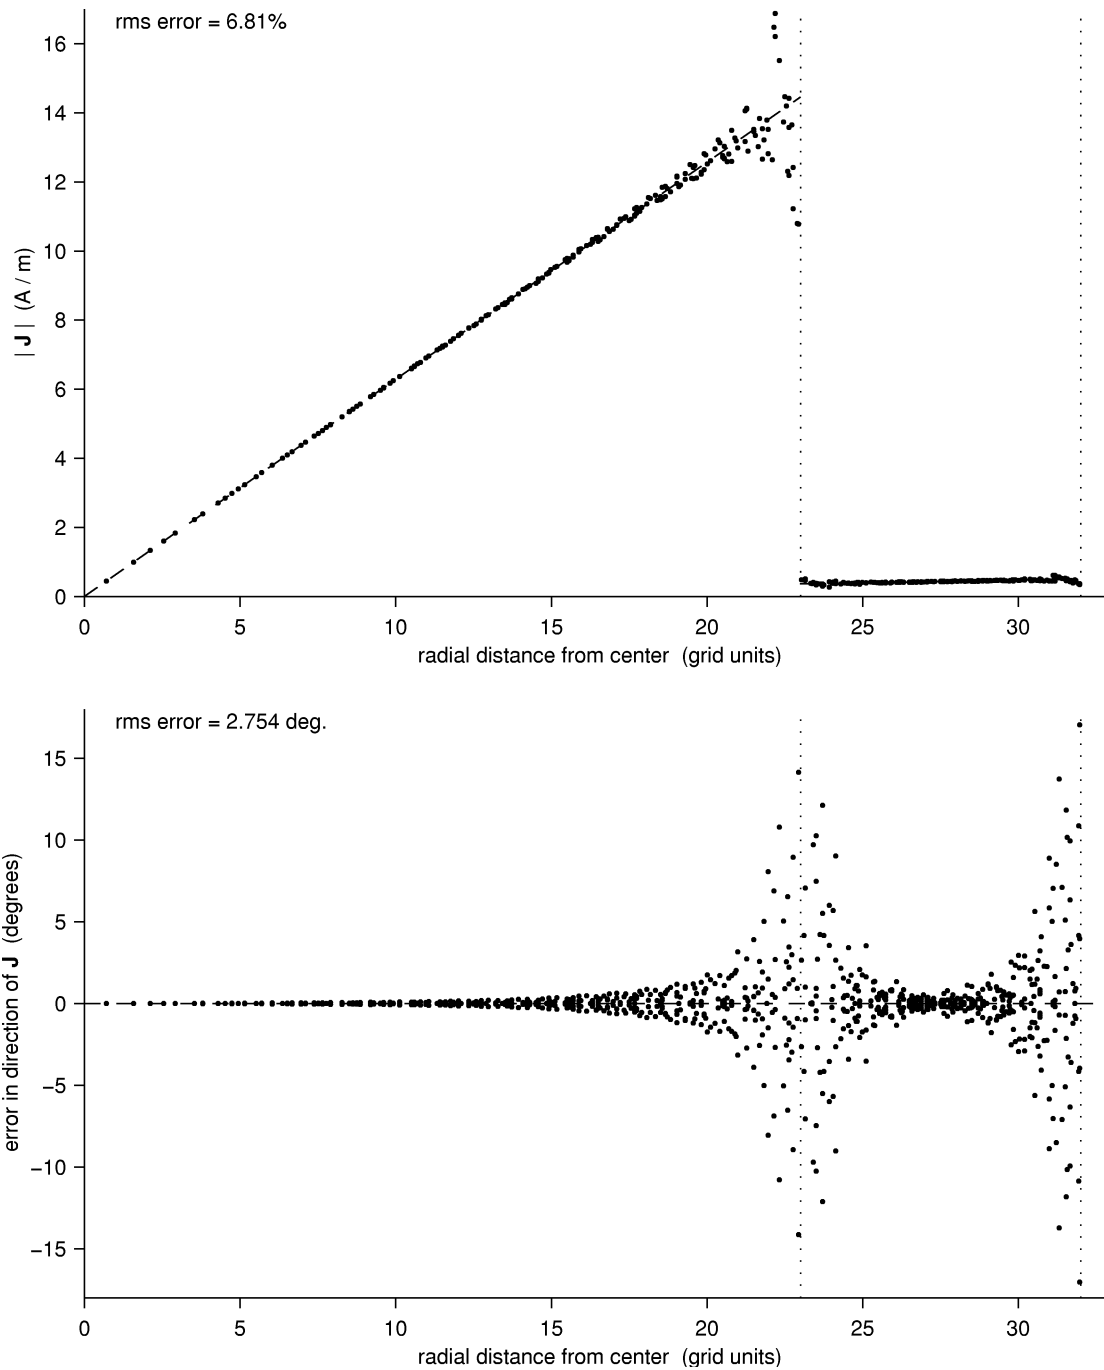 rms error = 6.81%
16
14
12
10
8
6
4
2
0
| J | (A / m)
0 5 10 15 20 25 30
radial distance from center (grid units)
rms error = 2.754 deg.
15
10
5
0
−5
−10
−15
error in direction of J (degrees)
0 5 10 15 20 25 30
radial distance from center (grid units)